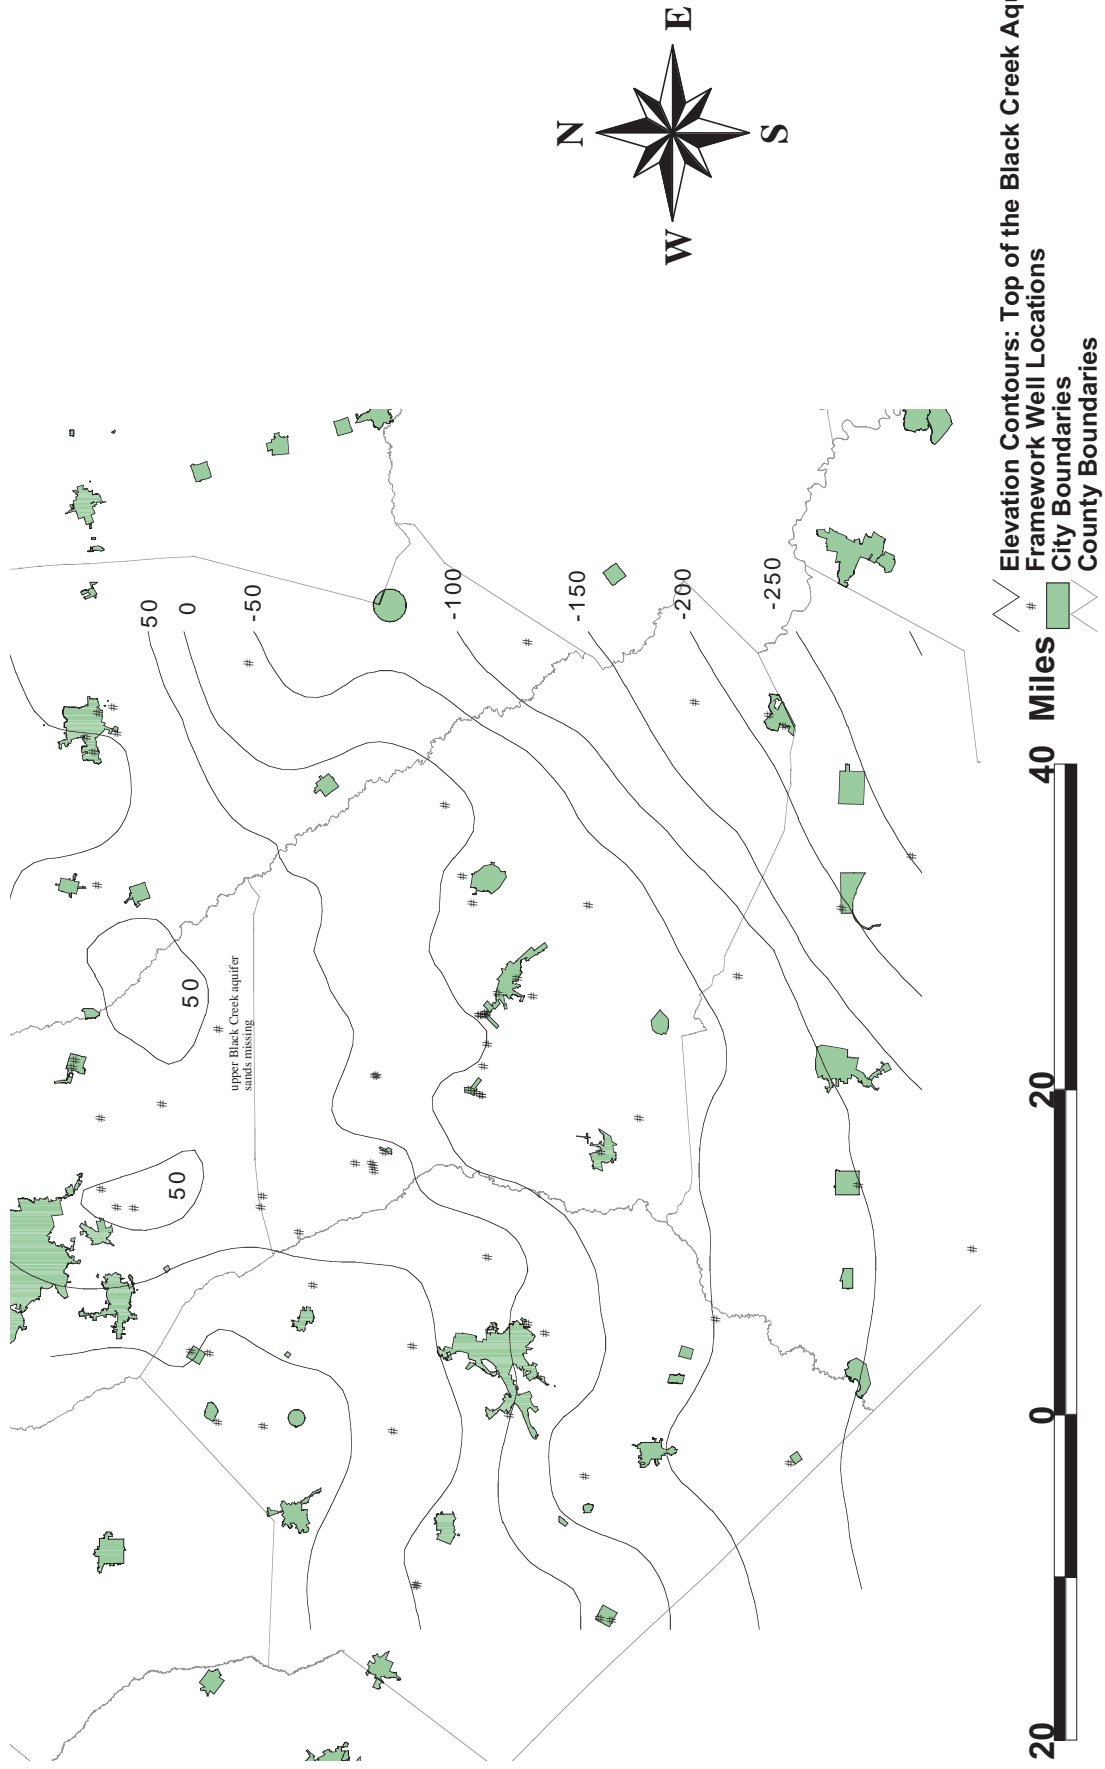 N
E
W
S
50
0
-50
-100
-150
-200
-250
50
50
upper Black Creek aquifer
sands missing
Elevation Contours: Top of the Black Creek Aqu
Framework Well Locations
City Boundaries
County Boundaries
20
0
20
40 Miles